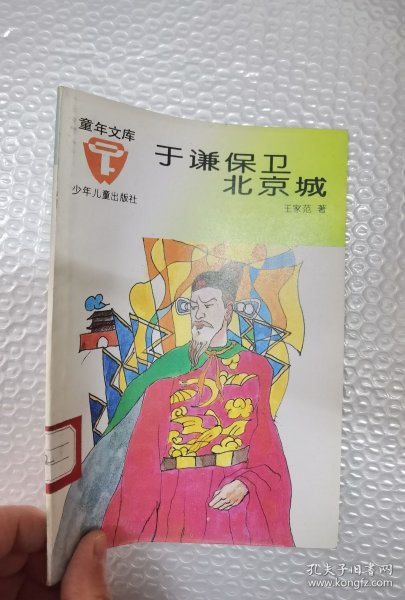 童年文库
少年儿童出版社
于谦保卫
北京城
王家范 著
孔夫子旧书网
www.kongfz.com